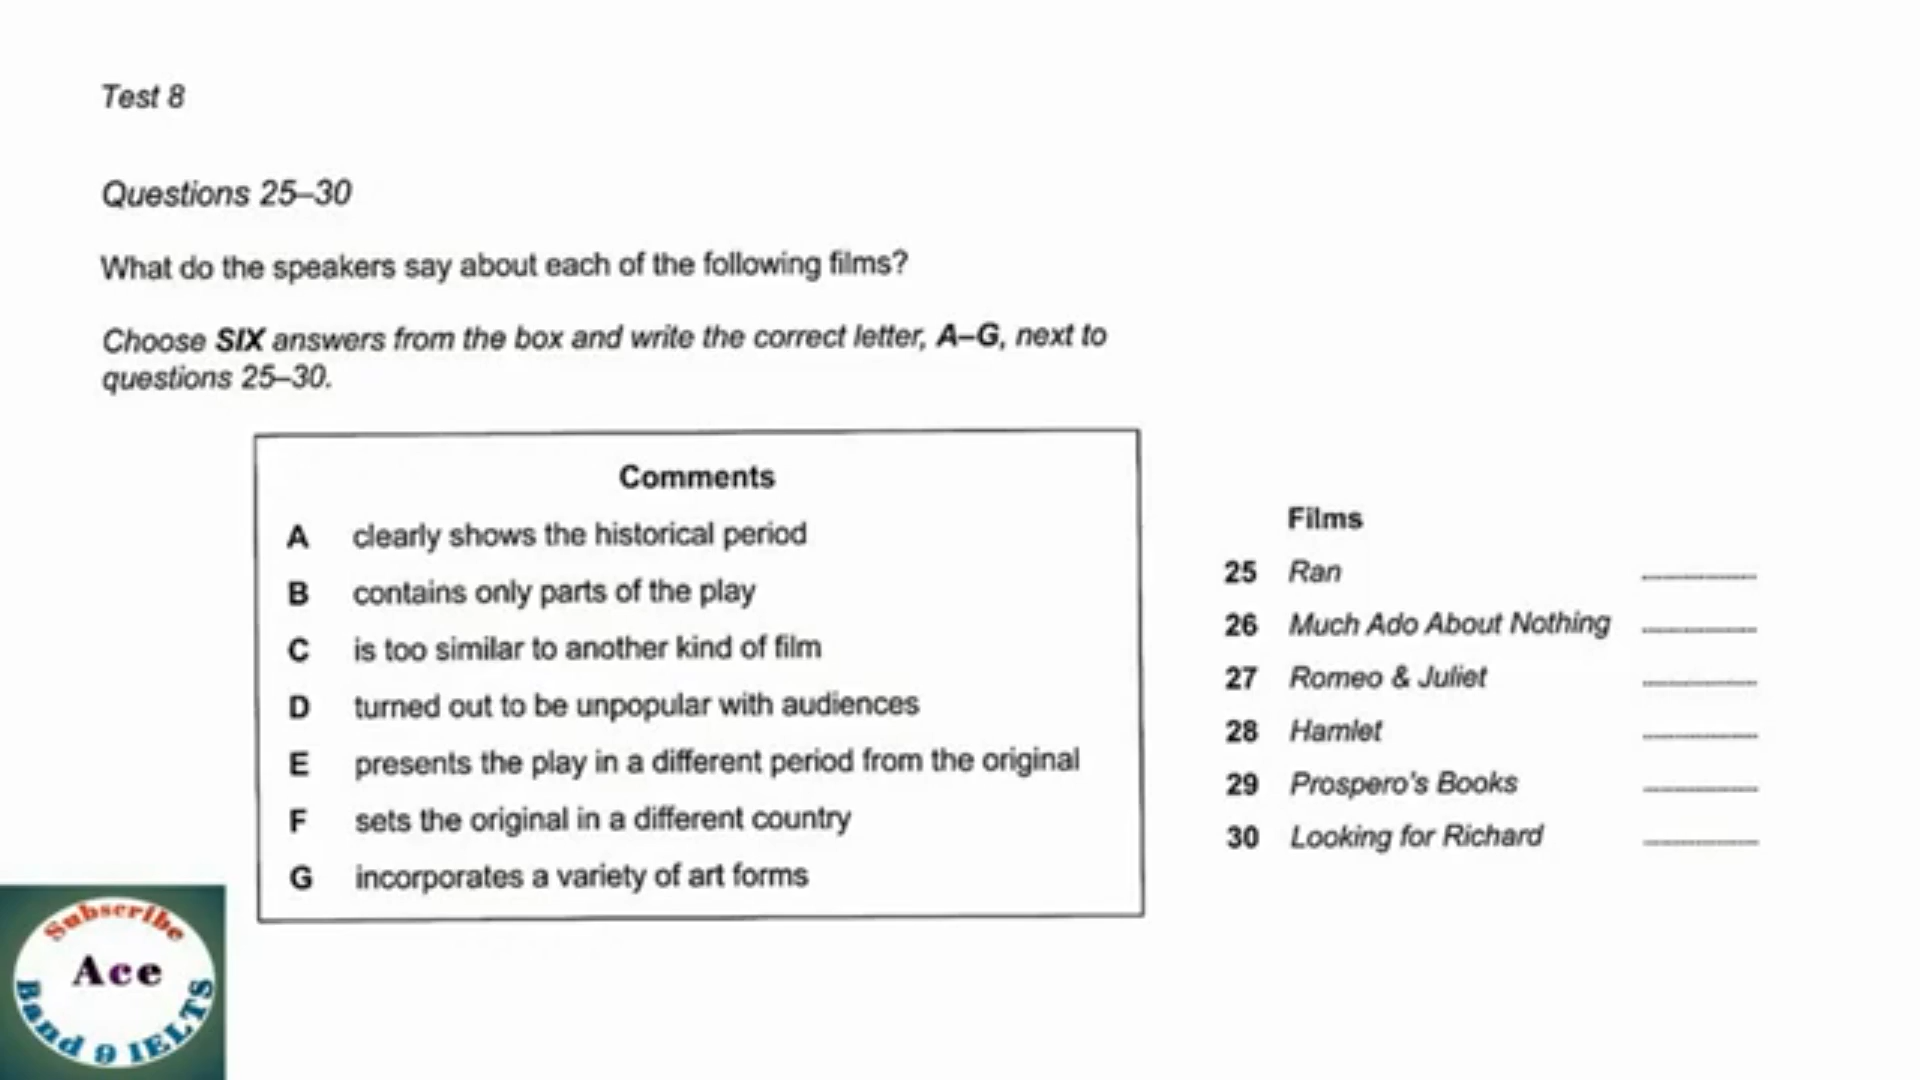 Test 8
Questions 25–30
What do the speakers say about each of the following films?
Choose SIX answers from the box and write the correct letter, A–G, next to
questions 25–30.
Comments
A clearly shows the historical period
B contains only parts of the play
C is too similar to another kind of film
D turned out to be unpopular with audiences
E presents the play in a different period from the original
F sets the original in a different country
G incorporates a variety of art forms
Films
25 Ran
26 Much Ado About Nothing
27 Romeo & Juliet
28 Hamlet
29 Prospero's Books
30 Looking for Richard
Subscribe
Ace
Band 9 IELTS